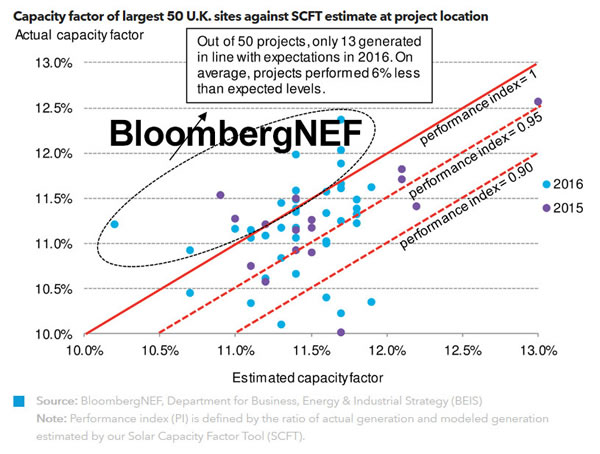 Capacity factor of largest 50 U.K. sites against SCFT estimate at project location
Actual capacity factor
Out of 50 projects, only 13 generated
in line with expectations in 2016. On
average, projects performed 6% less
than expected levels.
13.0%
12.5%
12.0%
11.5%
11.0%
10.5%
10.0%
BloombergNEF
performance index = 1
performance index = 0.95
performance index = 0.90
2016
2015
10.0% 10.5% 11.0% 11.5% 12.0% 12.5% 13.0%
Estimated capacity factor
Source: BloombergNEF, Department for Business, Energy & Industrial Strategy (BEIS)
Note: Performance index (PI) is defined by the ratio of actual generation and modeled generation
estimated by our Solar Capacity Factor Tool (SCFT).